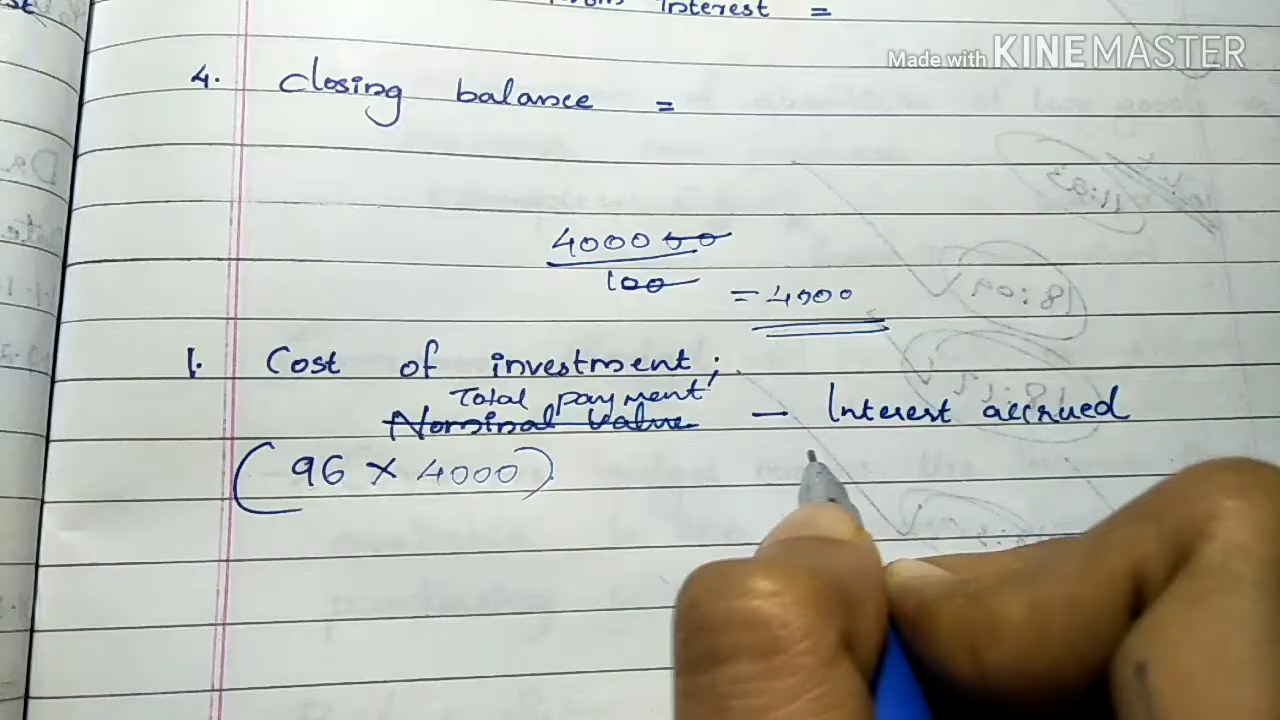 Interest =
Made with KINEMASTER
4. Closing balance =
400000
100 = 4000
1. Cost of investment;
Total payment
Nominal Value — Interest accrued
(96 × 4000)